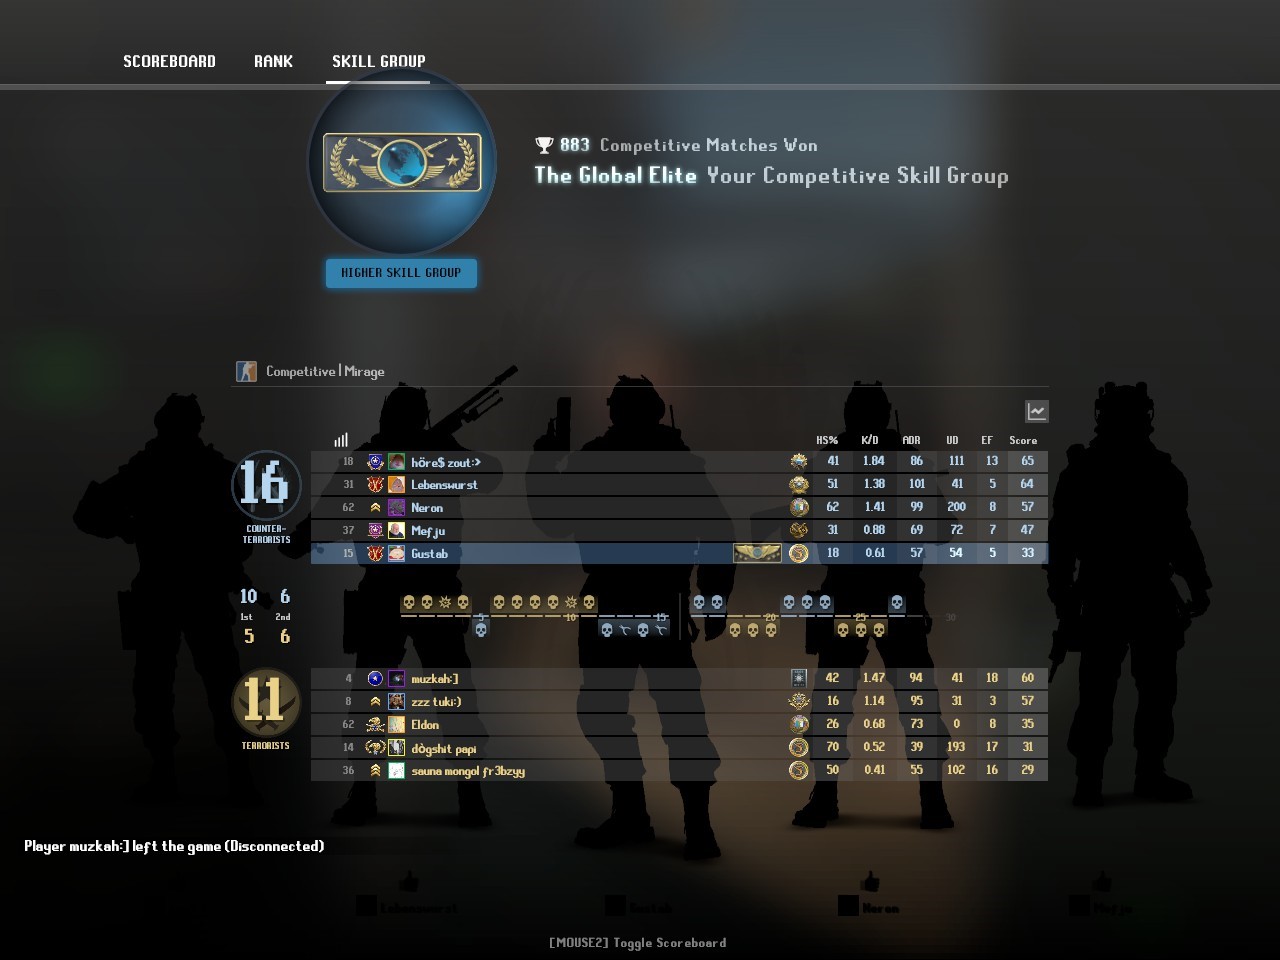 SCOREBOARD RANK SKILL GROUP
883 Competitive Matches Won
The Global Elite Your Competitive Skill Group
HIGHER SKILL GROUP
Competitive | Mirage
HS% K/D ADR UD EF Score
18 höre$ zout:> 41 1.84 86 111 13 65
31 Lebenswurst 51 1.38 101 41 5 64
62 Neron 62 1.41 99 200 8 57
37 Mefju 31 0.88 69 72 7 47
15 Gustab 18 0.61 57 54 5 33
16
COUNTER-
TERRORISTS
10 6
1st 2nd
5 6
5 10 15 20 25 30
4 muzkah:] 42 1.47 94 41 18 60
8 zzz tuki:) 16 1.14 95 31 3 57
62 Eldon 26 0.68 73 0 8 35
14 dògshit papi 70 0.52 39 193 17 31
36 sauna mongol fr3bzyy 50 0.41 55 102 16 29
11
TERRORISTS
Player muzkah:] left the game (Disconnected)
Lebenswurst Gustab Neron Mefju
[MOUSE2] Toggle Scoreboard